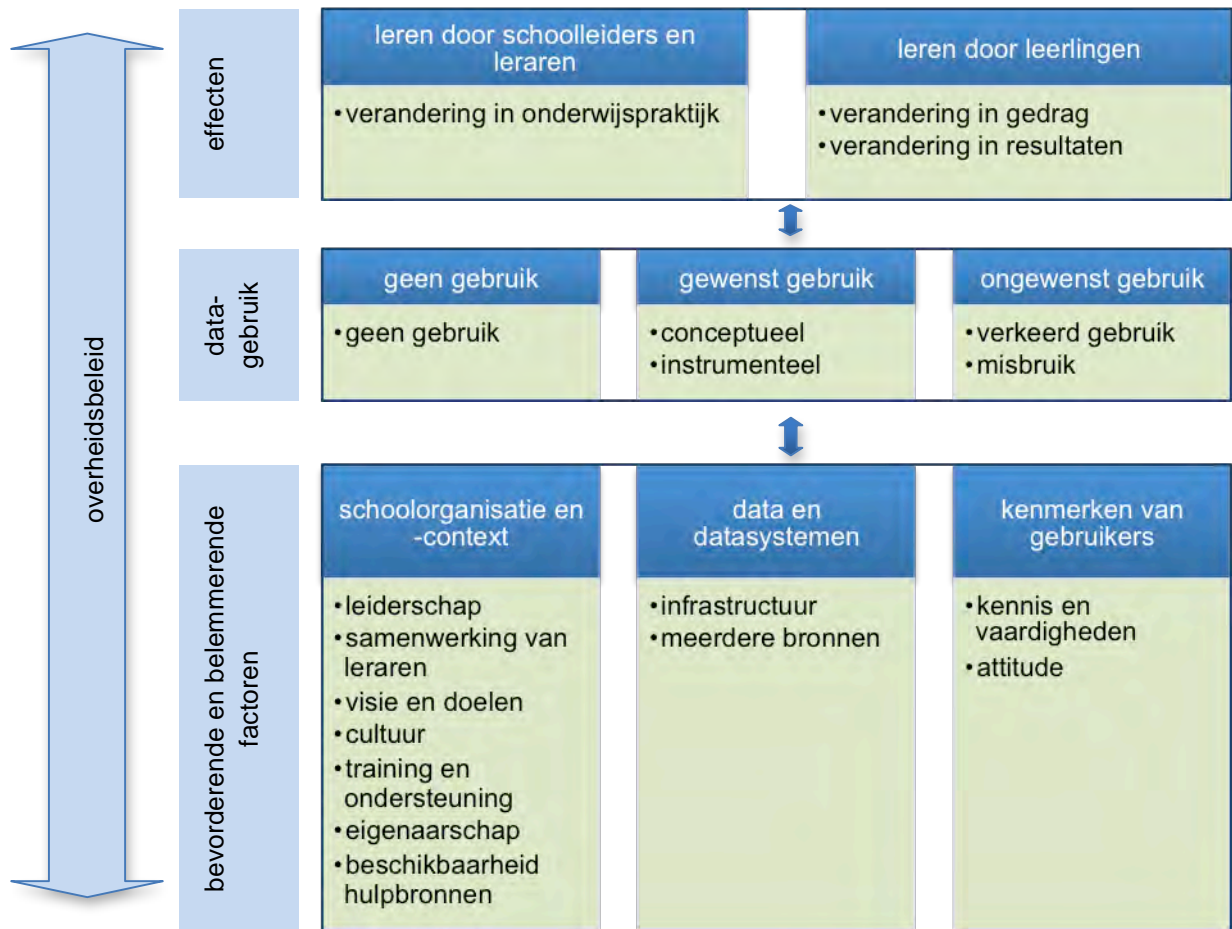 overheidsbeleid
effecten
leren door schoolleiders en
leraren
•verandering in onderwijspraktijk
leren door leerlingen
•verandering in gedrag
•verandering in resultaten
data-
gebruik
geen gebruik
•geen gebruik
gewenst gebruik
•conceptueel
•instrumenteel
ongewenst gebruik
•verkeerd gebruik
•misbruik
bevorderende en belemmerende
factoren
schoolorganisatie en
-context
•leiderschap
•samenwerking van
leraren
•visie en doelen
•cultuur
•training en
ondersteuning
•eigenaarschap
•beschikbaarheid
hulpbronnen
data en
datasystemen
•infrastructuur
•meerdere bronnen
kenmerken van
gebruikers
•kennis en
vaardigheden
•attitude